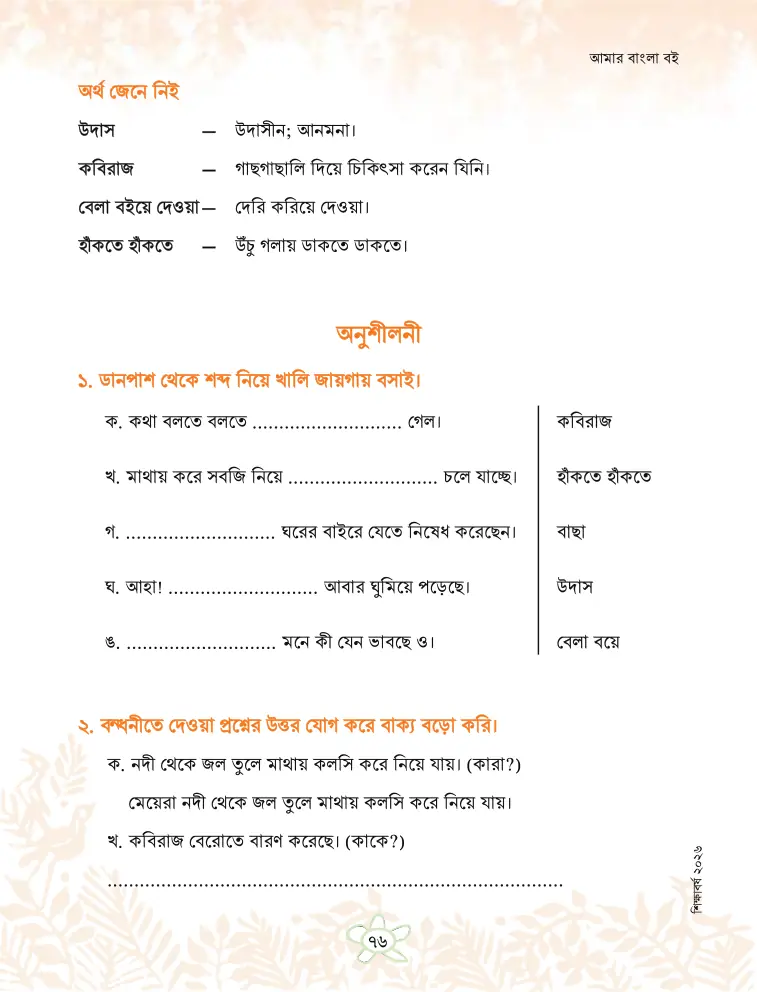 আমার বাংলা বই
অর্থ জেনে নিই
উদাস — উদাসীন; আনমনা।
কবিরাজ — গাছগাছালি দিয়ে চিকিৎসা করেন যিনি।
বেলা বইয়ে দেওয়া — দেরি করিয়ে দেওয়া।
হাঁকতে হাঁকতে — উঁচু গলায় ডাকতে ডাকতে।
অনুশীলনী
১. ডানপাশ থেকে শব্দ নিয়ে খালি জায়গায় বসাই।
ক. কথা বলতে বলতে ............................ গেল। কবিরাজ
খ. মাথায় করে সবজি নিয়ে ............................ চলে যাচ্ছে। হাঁকতে হাঁকতে
গ. ............................ ঘরের বাইরে যেতে নিষেধ করেছেন। বাছা
ঘ. আহা! ............................ আবার ঘুমিয়ে পড়েছে। উদাস
ঙ. ............................ মনে কী যেন ভাবছে ও। বেলা বয়ে
২. বন্ধনীতে দেওয়া প্রশ্নের উত্তর যোগ করে বাক্য বড়ো করি।
ক. নদী থেকে জল তুলে মাথায় কলসি করে নিয়ে যায়। (কারা?)
মেয়েরা নদী থেকে জল তুলে মাথায় কলসি করে নিয়ে যায়।
খ. কবিরাজ বেরোতে বারণ করেছে। (কাকে?)
.....................................................................................
শিক্ষাবর্ষ ২০২৬
৭৬